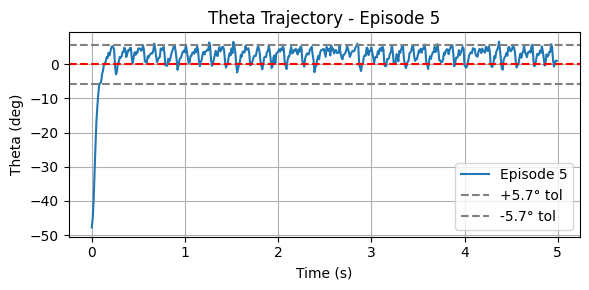 Theta Trajectory - Episode 5
Theta (deg)
0
−10
−20
−30
−40
−50
0
1
2
3
4
5
Time (s)
Episode 5
+5.7° tol
-5.7° tol